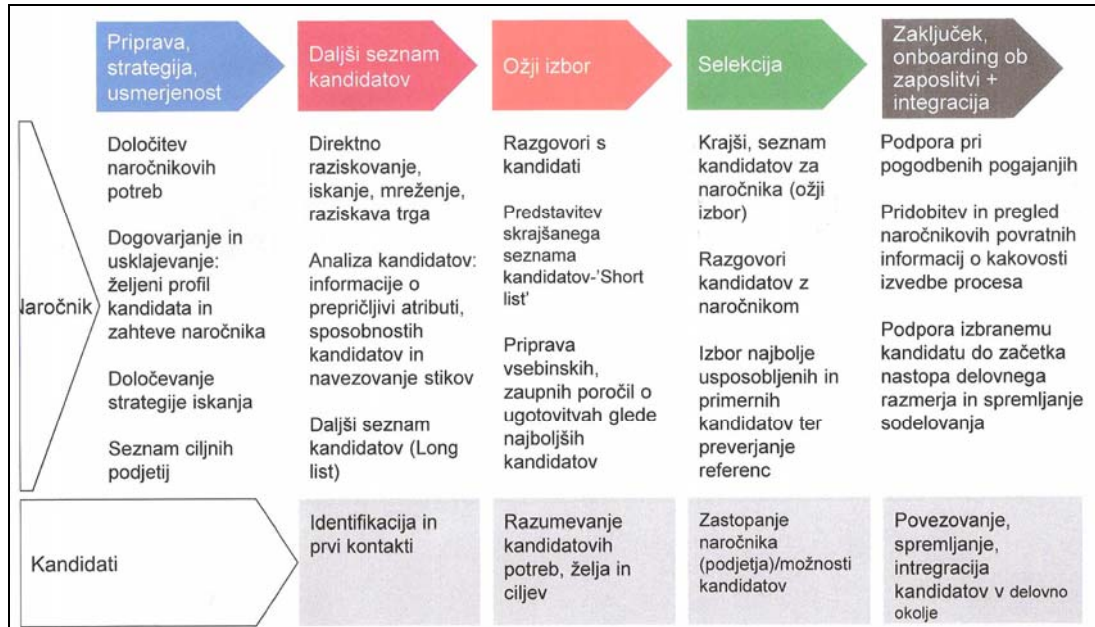 Priprava,
strategija,
usmerjenost
Daljši seznam
kandidatov
Ožji izbor
Selekcija
Zaključek,
onboarding ob
zaposlitvi +
integracija
Naročnik
Določitev
naročnikovih
potreb
Dogovarjanje in
usklajevanje:
željeni profil
kandidata in
zahteve naročnika
Določevanje
strategije iskanja
Seznam ciljnih
podjetij
Direktno
raziskovanje,
iskanje, mreženje,
raziskava trga
Analiza kandidatov:
informacije o
prepričljivi atributi,
sposobnostih
kandidatov in
navezovanje stikov
Daljši seznam
kandidatov (Long
list)
Razgovori s
kandidati
Predstavitev
skrajšanega
seznama
kandidatov-'Short
list'
Priprava
vsebinskih,
zaupnih poročil o
ugotovitvah glede
najboljših
kandidatov
Krajši, seznam
kandidatov za
naročnika (ožji
izbor)
Razgovori
kandidatov z
naročnikom
Izbor najbolje
usposobljenih in
primernih
kandidatov ter
preverjanje
referenc
Podpora pri
pogodbenih pogajanjih
Pridobitev in pregled
naročnikovih povratnih
informacij o kakovosti
izvedbe procesa
Podpora izbranemu
kandidatu do začetka
nastopa delovnega
razmerja in spremljanje
sodelovanja
Kandidati
Identifikacija in
prvi kontakti
Razumevanje
kandidatovih
potreb, želja in
ciljev
Zastopanje
naročnika
(podjetja)/možnosti
kandidatov
Povezovanje,
spremljanje,
intregracija
kandidatov v delovno
okolje